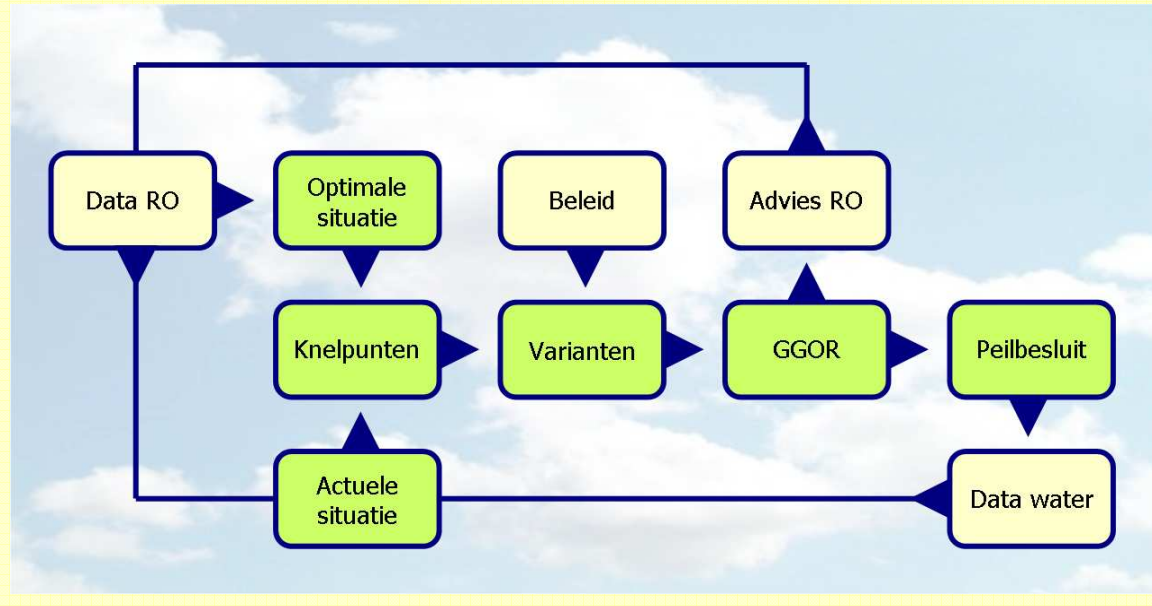 Data RO
Optimale
situatie
Beleid
Advies RO
Knelpunten
Varianten
GGOR
Peilbesluit
Actuele
situatie
Data water